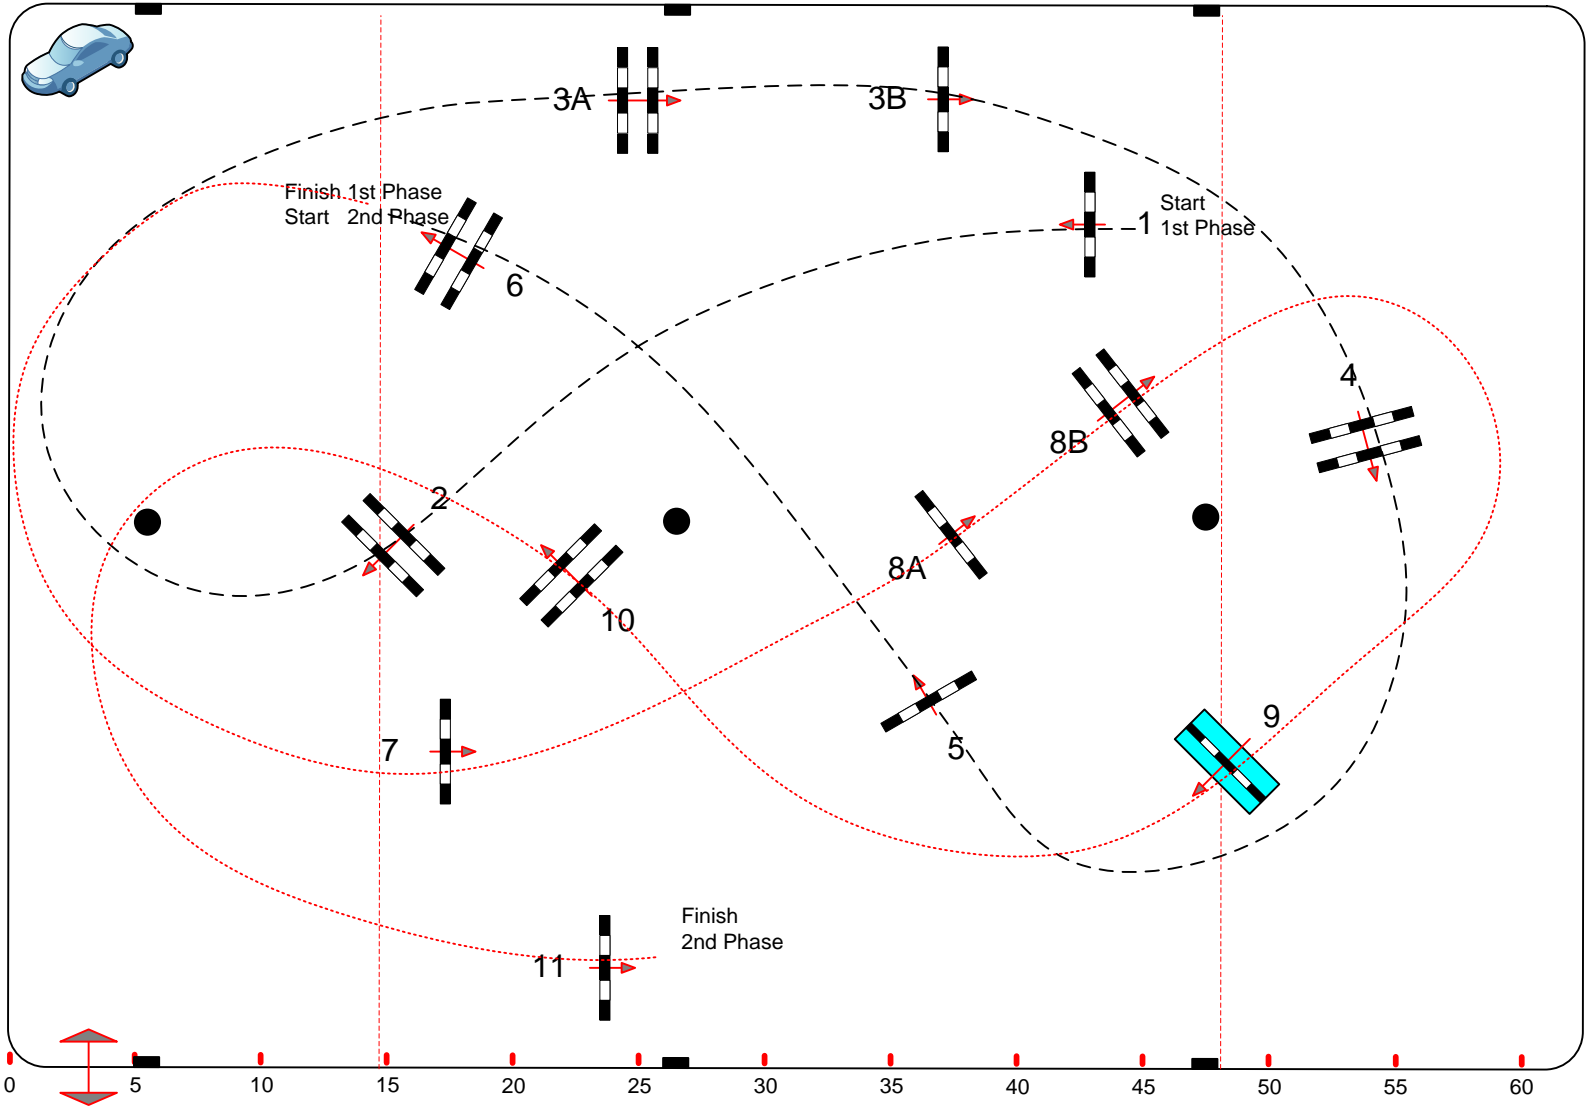 3A
3B
Finish 1st Phase
Start 2nd Phase
1
Start
1st Phase
6
4
8B
2
8A
10
9
7
5
Finish
2nd Phase
11
0 5 10 15 20 25 30 35 40 45 50 55 60